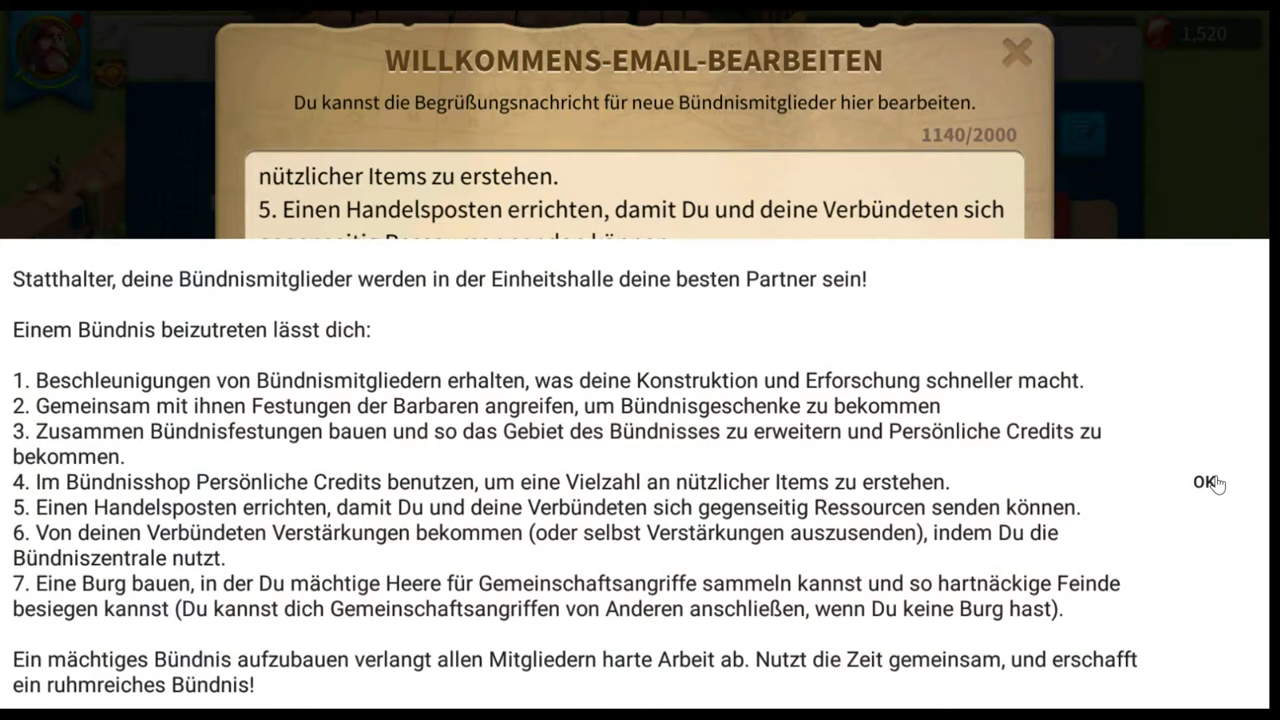 1,520
WILLKOMMENS-EMAIL-BEARBEITEN
Du kannst die Begrüßungsnachricht für neue Bündnismitglieder hier bearbeiten.
1140/2000
nützlicher Items zu erstehen.
5. Einen Handelsposten errichten, damit Du und deine Verbündeten sich
Statthalter, deine Bündnismitglieder werden in der Einheitshalle deine besten Partner sein!
Einem Bündnis beizutreten lässt dich:
1. Beschleunigungen von Bündnismitgliedern erhalten, was deine Konstruktion und Erforschung schneller macht.
2. Gemeinsam mit ihnen Festungen der Barbaren angreifen, um Bündnisgeschenke zu bekommen
3. Zusammen Bündnisfestungen bauen und so das Gebiet des Bündnisses zu erweitern und Persönliche Credits zu
bekommen.
4. Im Bündnisshop Persönliche Credits benutzen, um eine Vielzahl an nützlicher Items zu erstehen.
OK
5. Einen Handelsposten errichten, damit Du und deine Verbündeten sich gegenseitig Ressourcen senden können.
6. Von deinen Verbündeten Verstärkungen bekommen (oder selbst Verstärkungen auszusenden), indem Du die
Bündniszentrale nutzt.
7. Eine Burg bauen, in der Du mächtige Heere für Gemeinschaftsangriffe sammeln kannst und so hartnäckige Feinde
besiegen kannst (Du kannst dich Gemeinschaftsangriffen von Anderen anschließen, wenn Du keine Burg hast).
Ein mächtiges Bündnis aufzubauen verlangt allen Mitgliedern harte Arbeit ab. Nutzt die Zeit gemeinsam, und erschafft
ein ruhmreiches Bündnis!